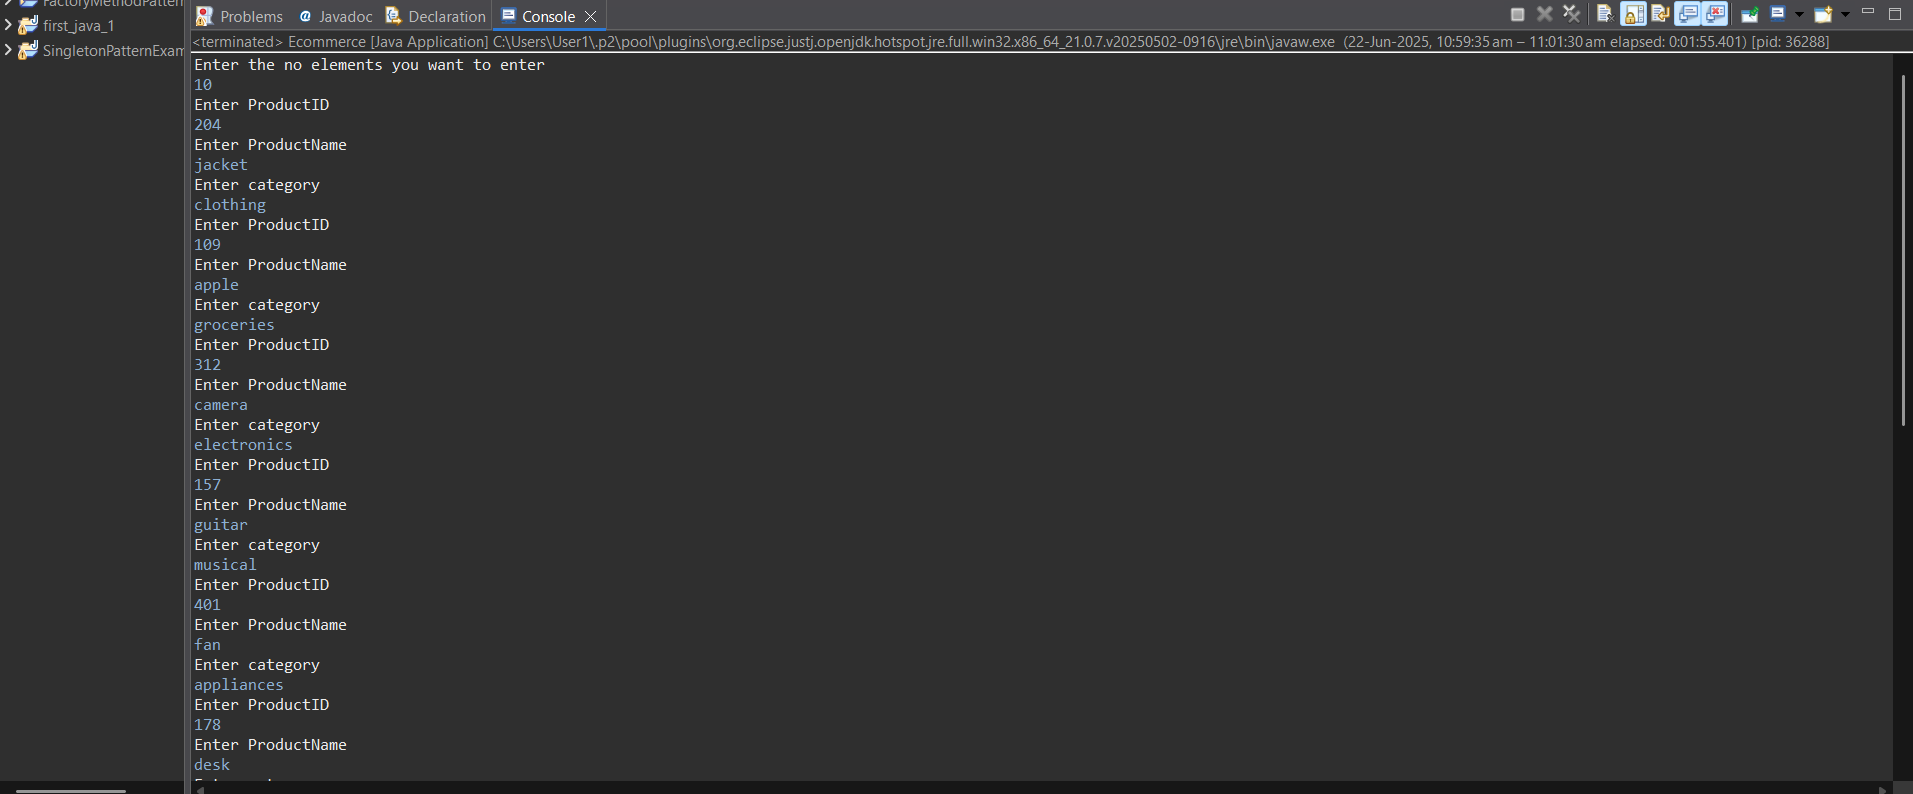 FactoryMethodPattern
first_java_1
SingletonPatternExam
Problems Javadoc Declaration Console
<terminated> Ecommerce [Java Application] C:\Users\User1\.p2\pool\plugins\org.eclipse.justj.openjdk.hotspot.jre.full.win32.x86_64_21.0.7.v20250502-0916\jre\bin\javaw.exe (22-Jun-2025, 10:59:35 am – 11:01:30 am elapsed: 0:01:55.401) [pid: 36288]
Enter the no elements you want to enter
10
Enter ProductID
204
Enter ProductName
jacket
Enter category
clothing
Enter ProductID
109
Enter ProductName
apple
Enter category
groceries
Enter ProductID
312
Enter ProductName
camera
Enter category
electronics
Enter ProductID
157
Enter ProductName
guitar
Enter category
musical
Enter ProductID
401
Enter ProductName
fan
Enter category
appliances
Enter ProductID
178
Enter ProductName
desk